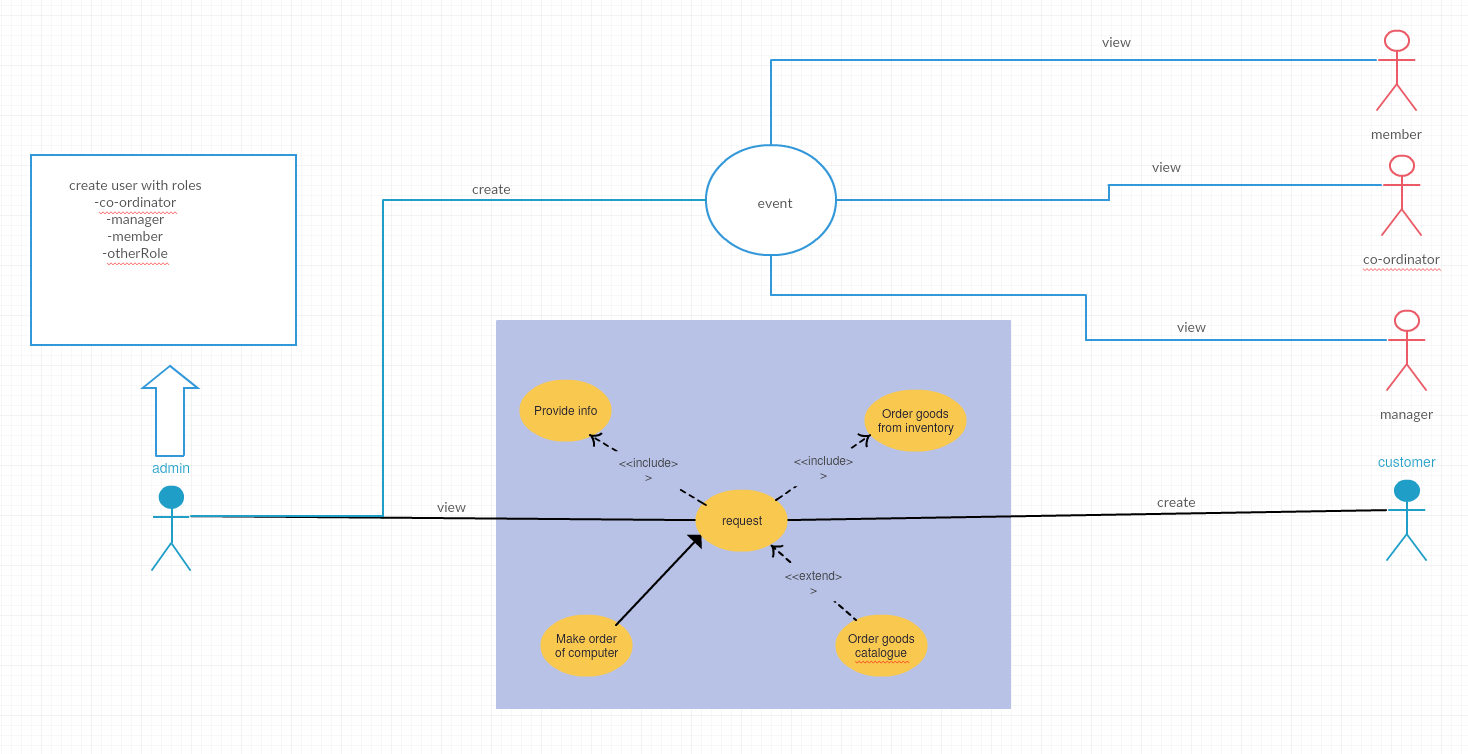 view
member
view
co-ordinator
view
manager
create user with roles
-co-ordinator
-manager
-member
-otherRole
create
event
admin
view
Provide info
Order goods
from inventory
<<include>
>
<<include>
>
request
<<extend>
>
Make order
of computer
Order goods
catalogue
customer
create